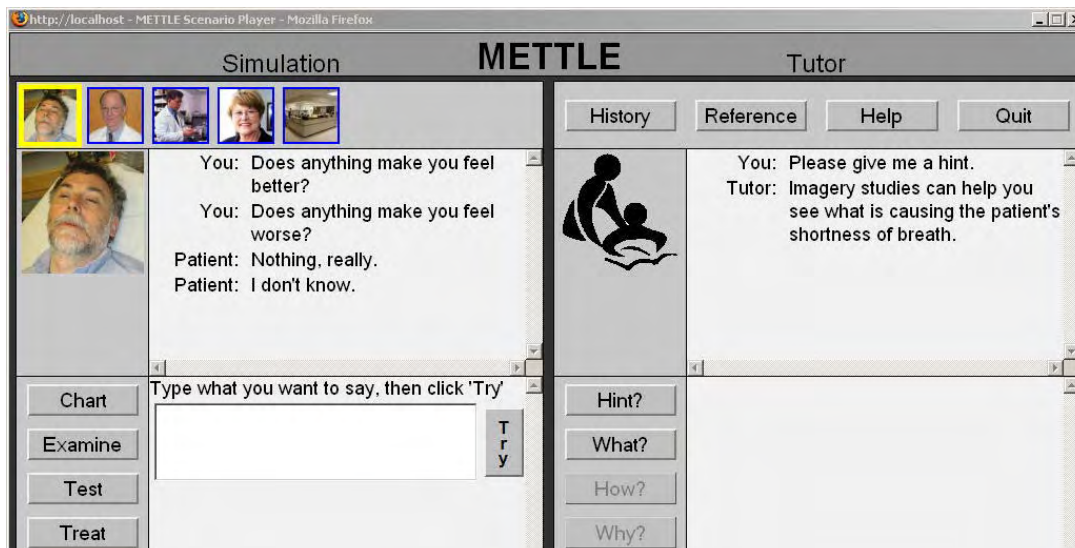 http://localhost - METTLE Scenario Player - Mozilla Firefox
Simulation
METTLE
Tutor
History
Reference
Help
Quit
You: Does anything make you feel
better?
You: Does anything make you feel
worse?
Patient: Nothing, really.
Patient: I don't know.
You: Please give me a hint.
Tutor: Imagery studies can help you
see what is causing the patient's
shortness of breath.
Chart
Examine
Test
Treat
Type what you want to say, then click 'Try'
T
r
y
Hint?
What?
How?
Why?